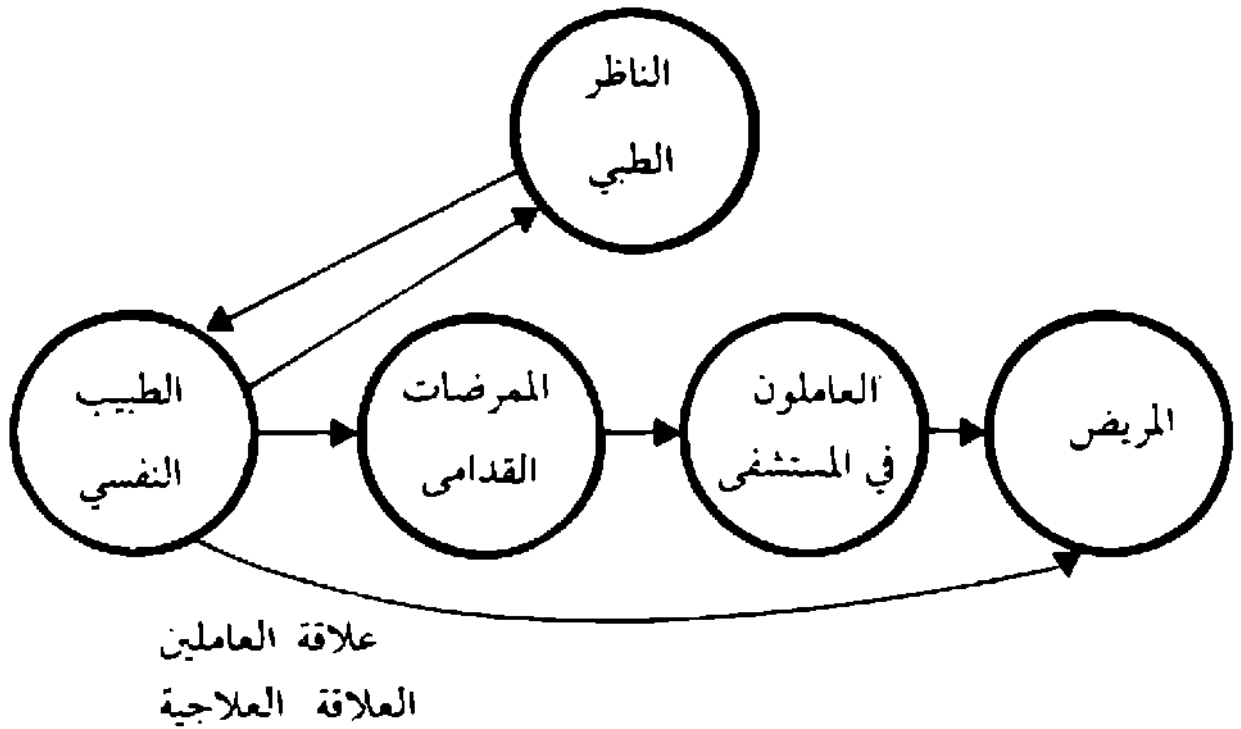 الناظر
الطبي
الطبيب
النفسي
الممرضات
القدامى
العاملون
في المستشفى
المريض
علاقة العاملين
العلاقة العلاجية